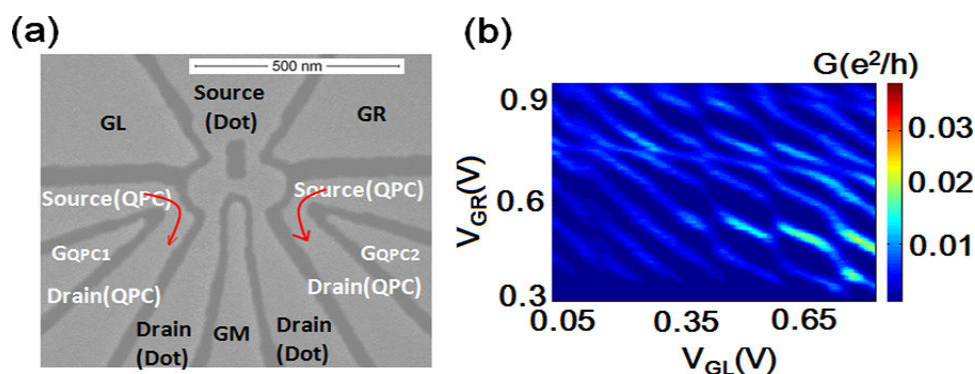 (a)
500 nm
Source
(Dot)
GL
GR
Source(QPC)
Source(QPC)
GQPC1
GQPC2
Drain(QPC)
Drain(QPC)
Drain
(Dot)
GM
Drain
(Dot)
(b)
G(e²/h)
0.9
0.6
0.3
VGR(V)
0.05
0.35
0.65
VGL(V)
0.03
0.02
0.01